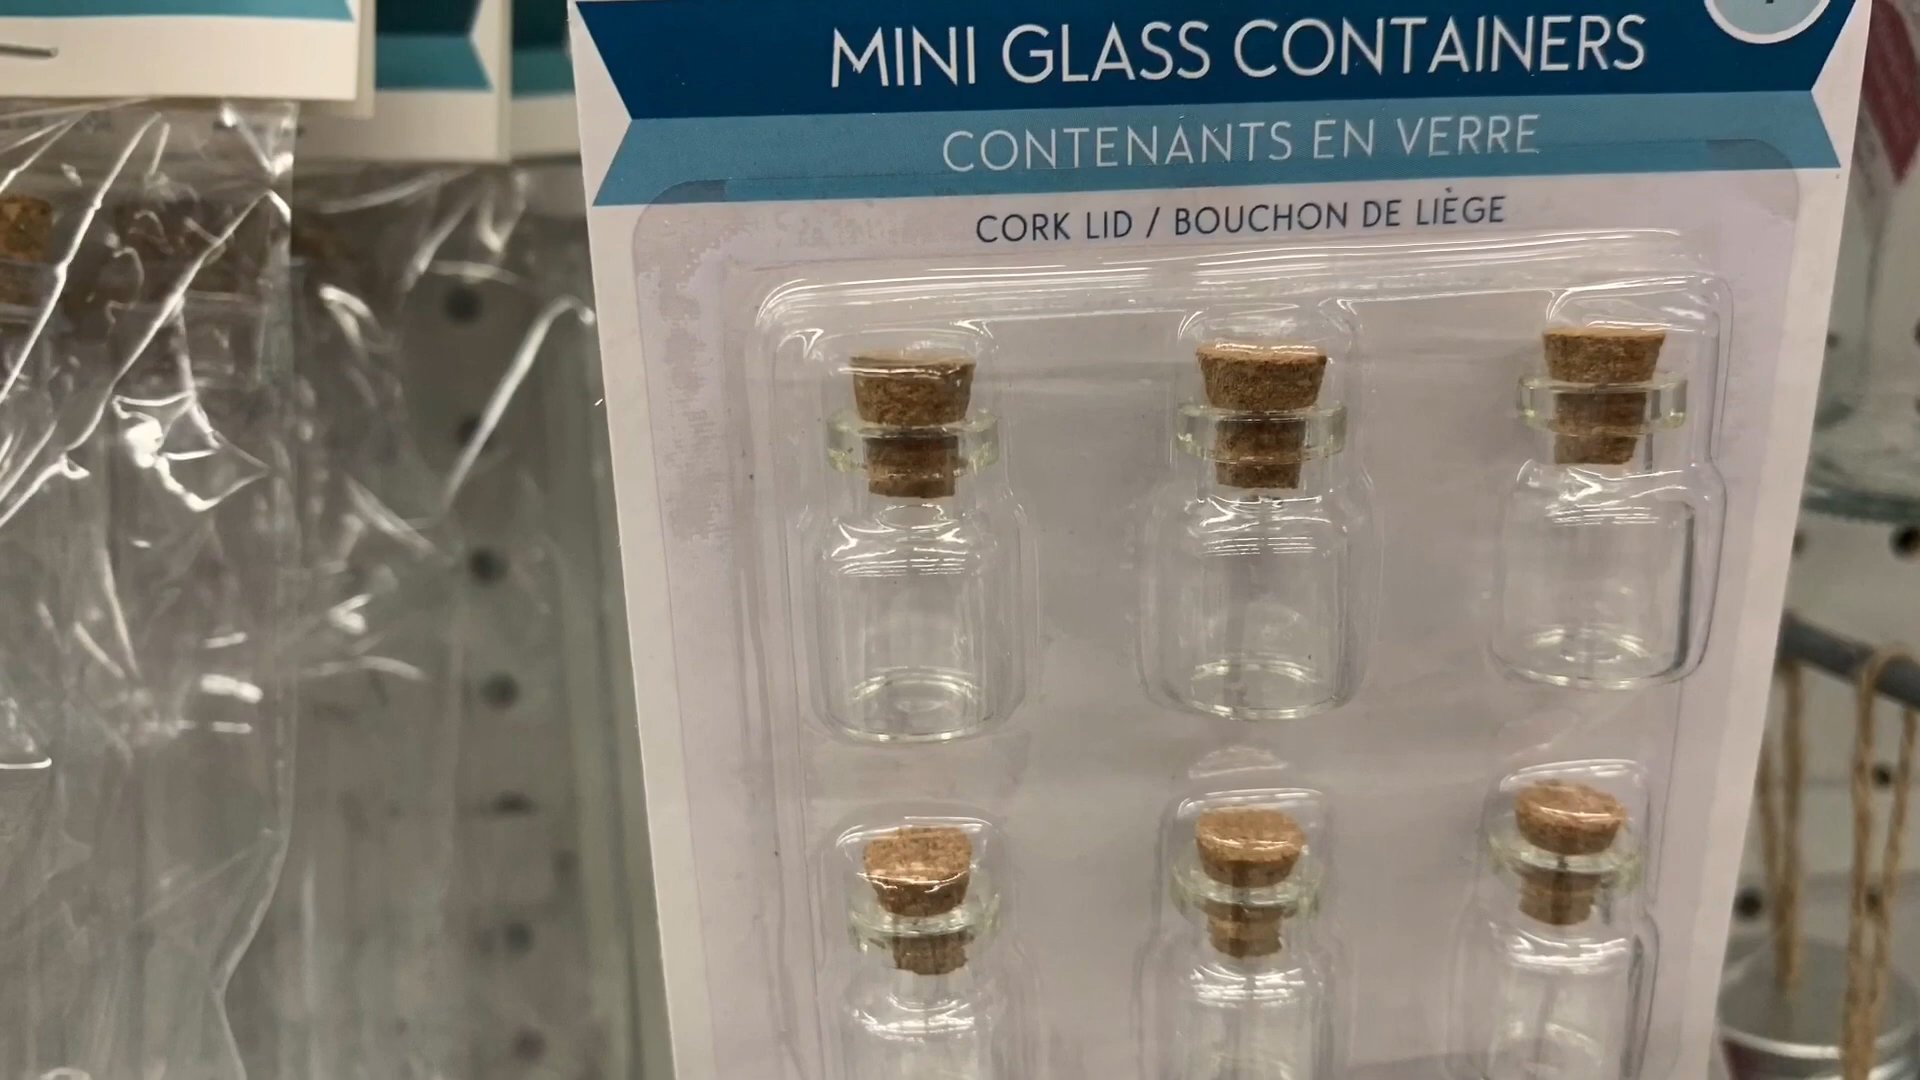 MINI GLASS CONTAINERS
CONTENANTS EN VERRE
CORK LID / BOUCHON DE LIÈGE